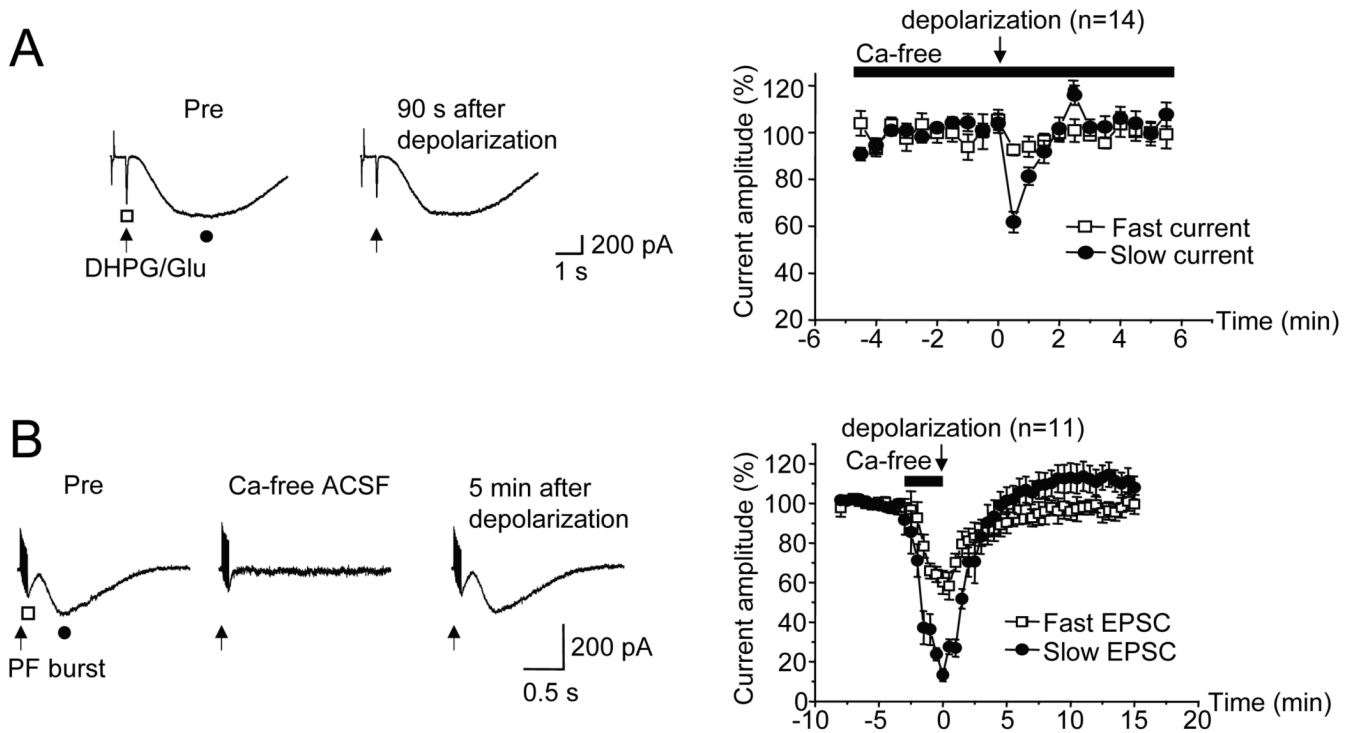 A
Pre
90 s after
depolarization
DHPG/Glu
200 pA
1 s
depolarization (n=14)
Ca-free
Current amplitude (%)
120
100
80
60
40
20
Fast current
Slow current
-6 -4 -2 0 2 4 6
Time (min)
B
Pre
Ca-free ACSF
5 min after
depolarization
PF burst
200 pA
0.5 s
depolarization (n=11)
Ca-free
Current amplitude (%)
120
100
80
60
40
20
0
Fast EPSC
Slow EPSC
-10 -5 0 5 10 15 20
Time (min)